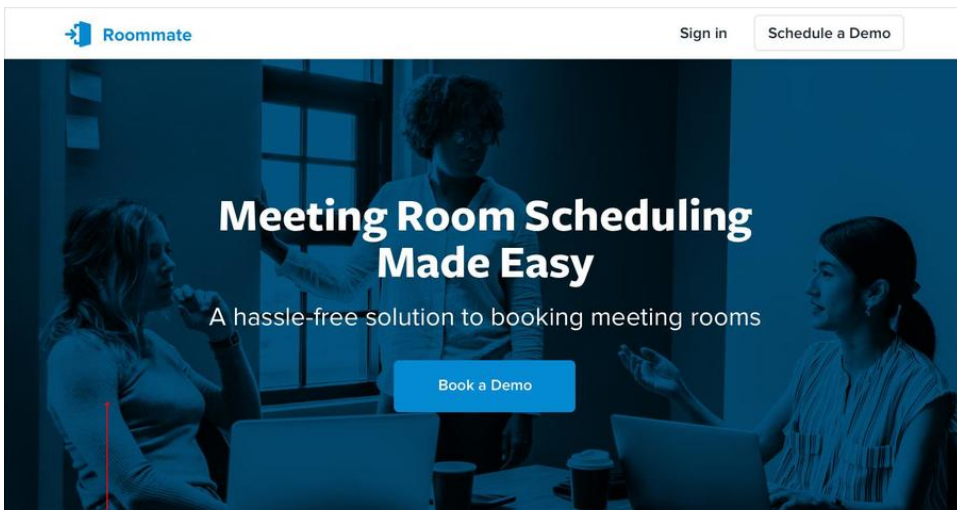 Roommate
Sign in
Schedule a Demo
Meeting Room Scheduling
Made Easy
A hassle-free solution to booking meeting rooms
Book a Demo